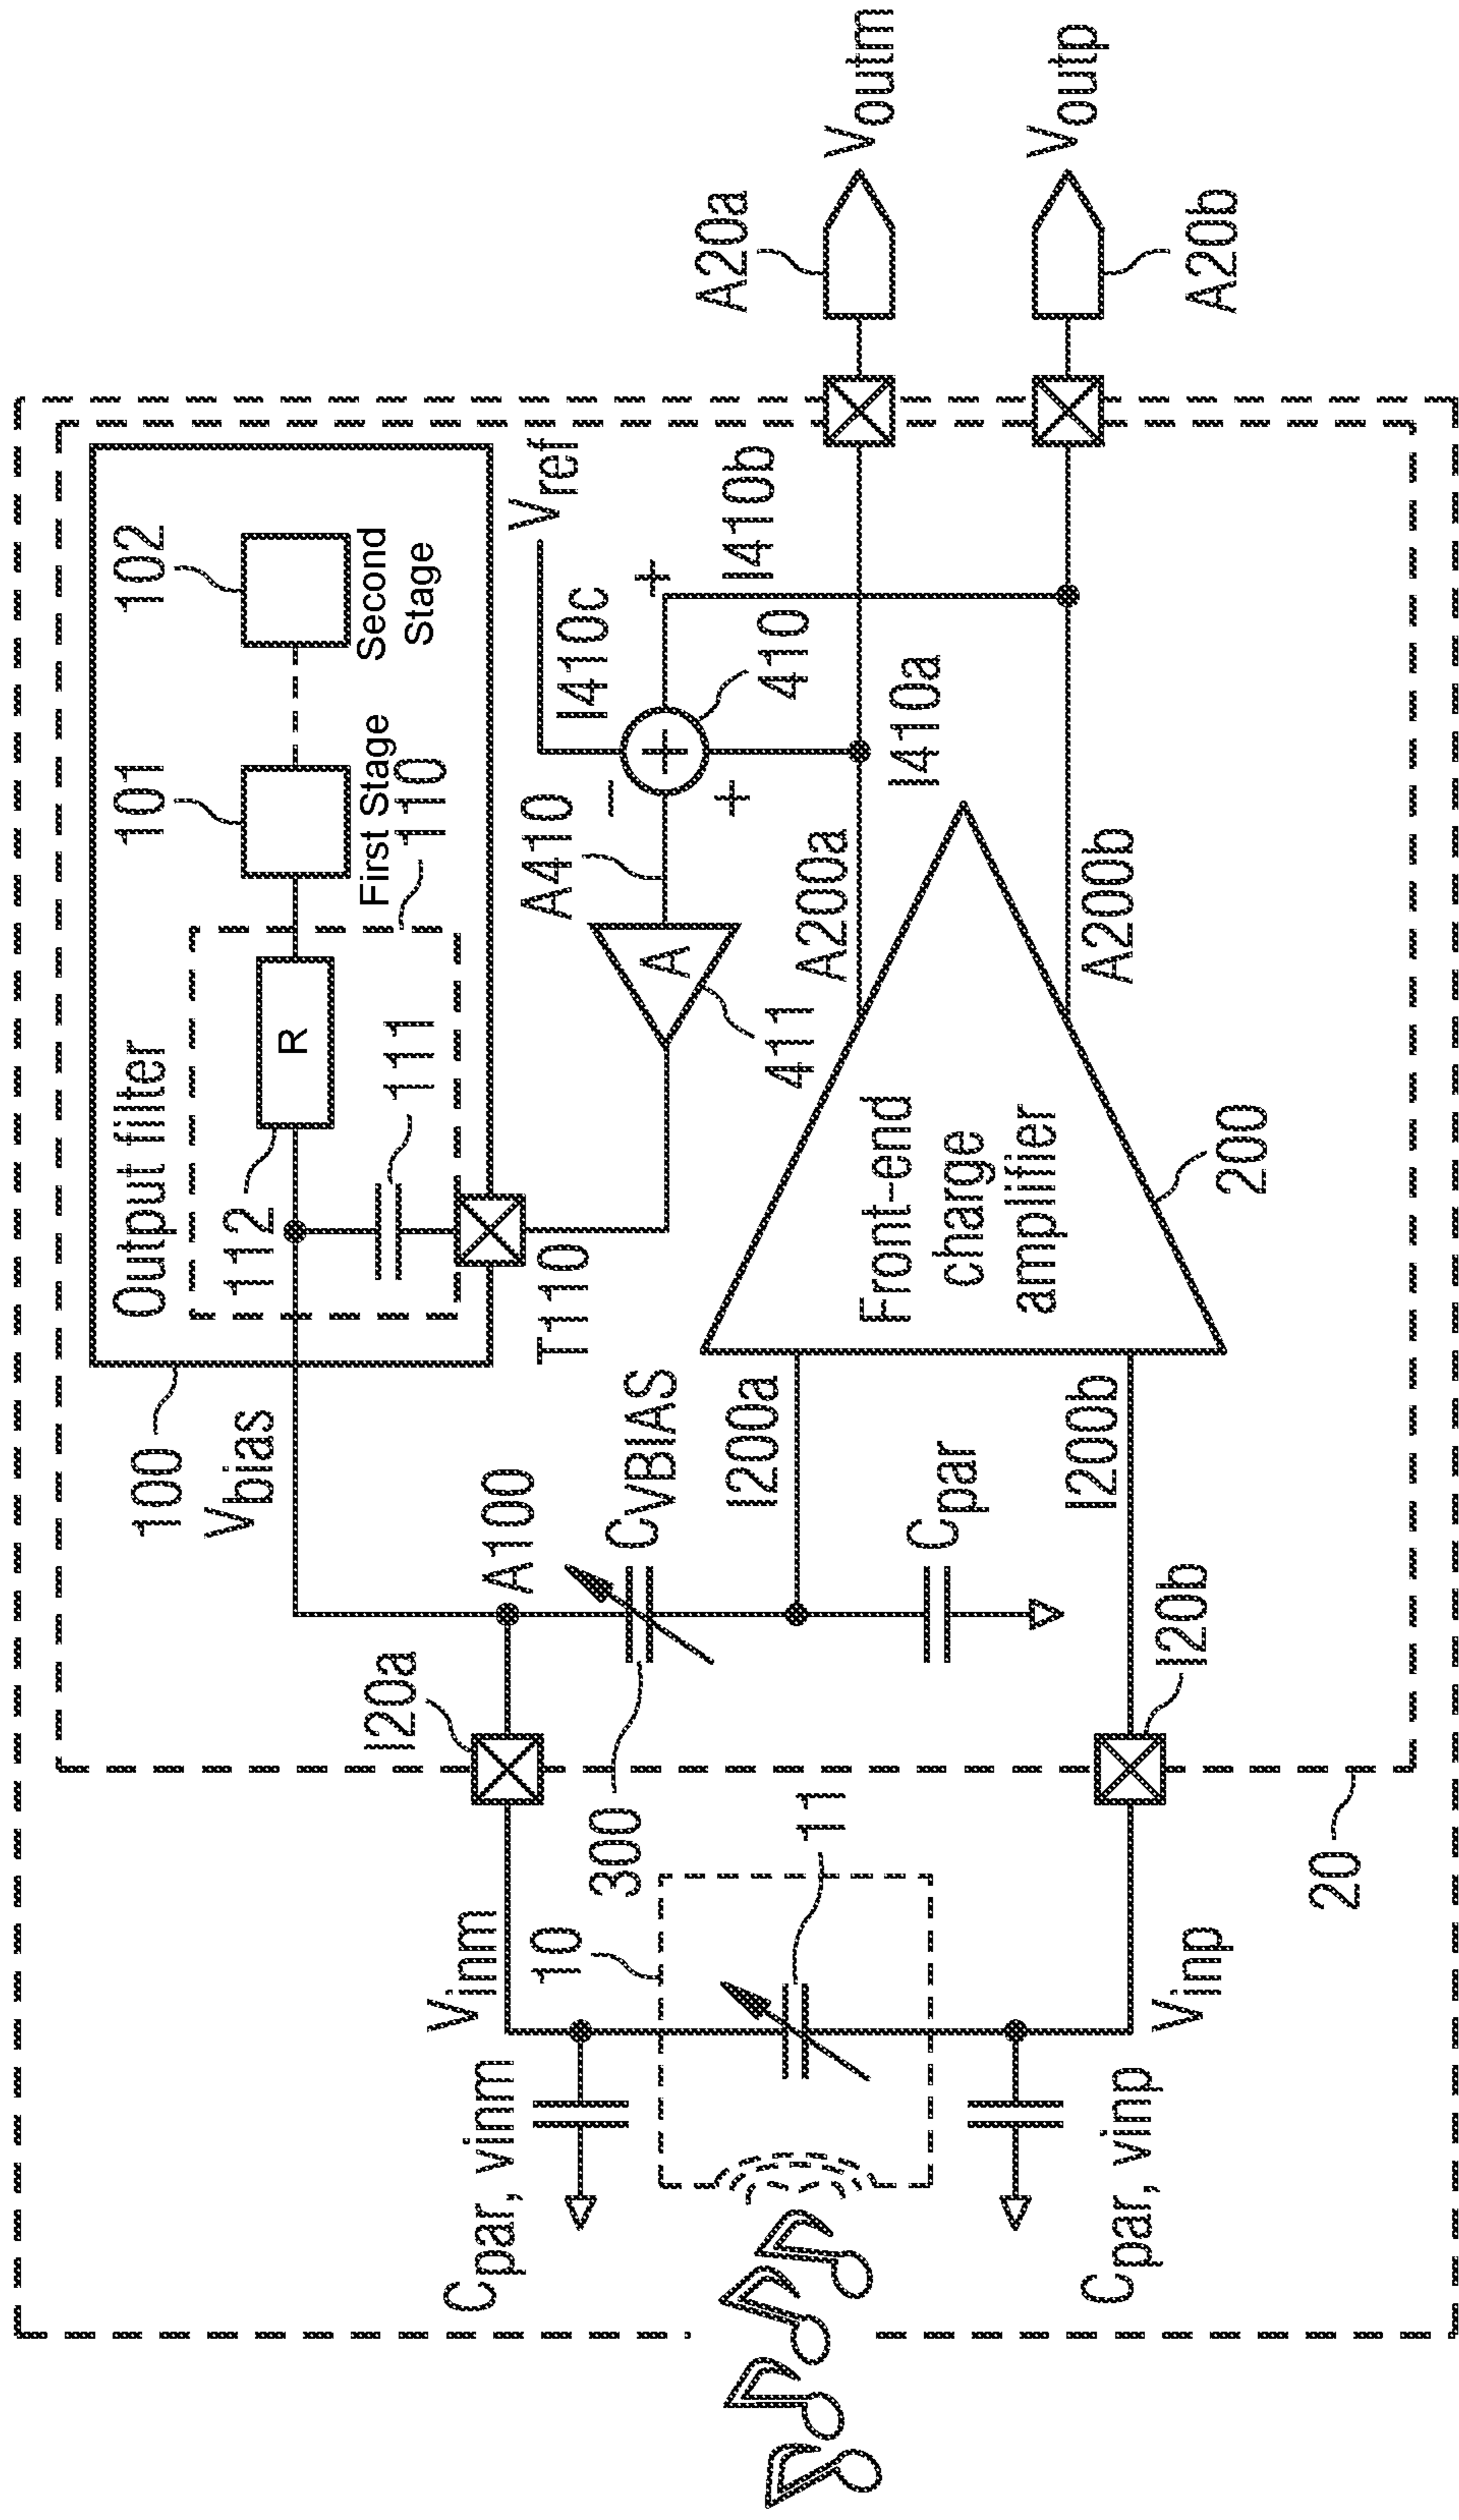 Output filter
112
R
111
110
101
First Stage
102
Second
Stage
100
Vbias
T110
A410
I410c
Vref
+
I410b
410
−
+
A
411
I410a
A200a
A200b
A20a
Voutm
Voutp
A20b
A100
I20a
CVBIAS
300
I200a
Cpar
I200b
I20b
Front-end
charge
amplifier
200
Vinm
10
11
Vinp
Cpar, vinm
Cpar, vinp
20